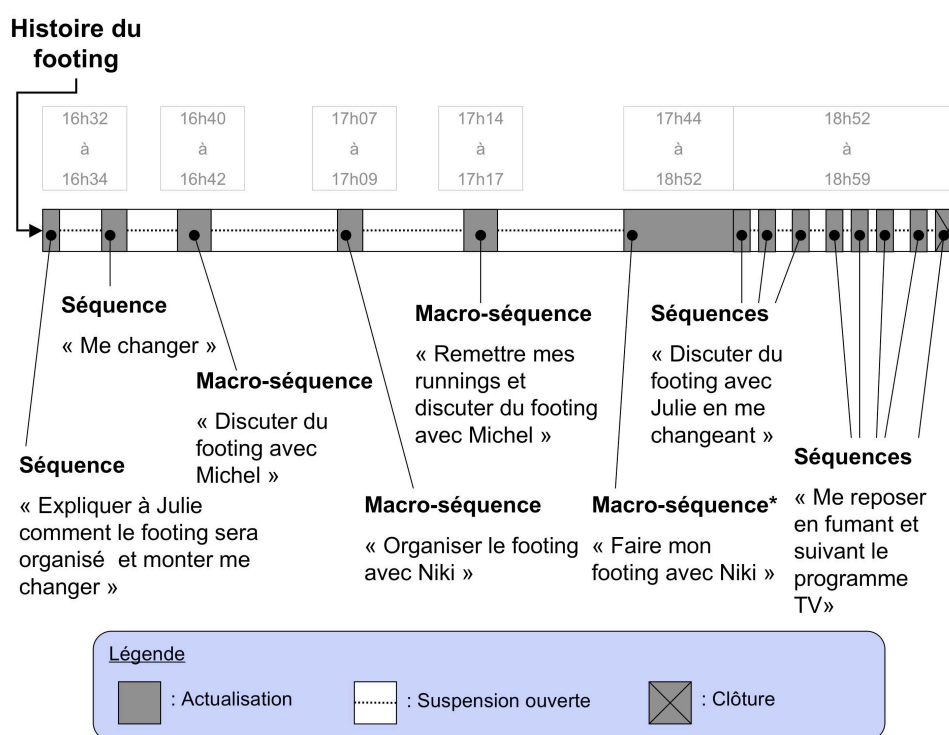 Histoire du
footing
16h32
à
16h34
16h40
à
16h42
17h07
à
17h09
17h14
à
17h17
17h44
à
18h52
18h52
à
18h59
Séquence
« Me changer »
Macro-séquence
« Discuter du
footing avec
Michel »
Séquence
« Expliquer à Julie
comment le footing sera
organisé et monter me
changer »
Macro-séquence
« Remettre mes
runnings et
discuter du footing
avec Michel »
Macro-séquence
« Organiser le footing
avec Niki »
Séquences
« Discuter du
footing avec
Julie en me
changeant »
Macro-séquence*
« Faire mon
footing avec Niki »
Séquences
« Me reposer
en fumant et
suivant le
programme
TV»
Légende
: Actualisation
: Suspension ouverte
: Clôture